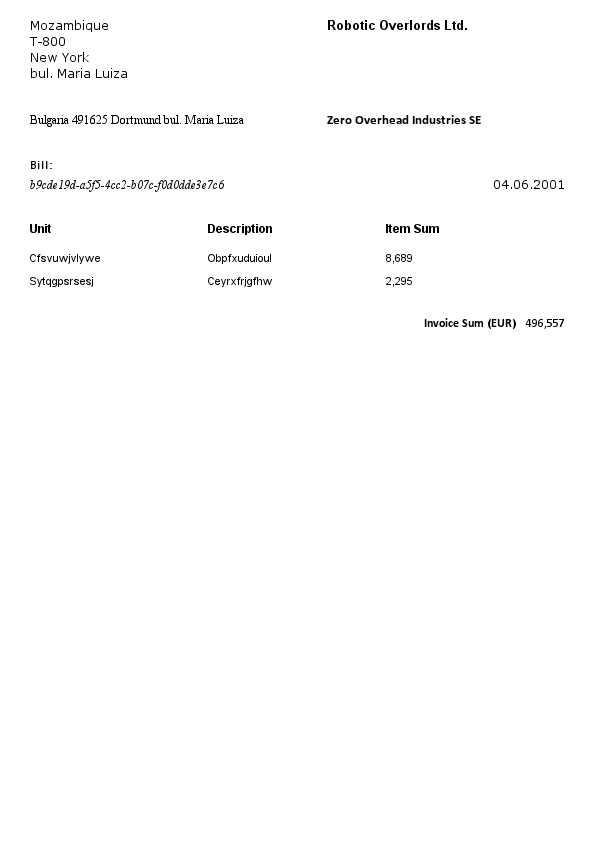 Mozambique
Robotic Overlords Ltd.
T-800
New York
bul. Maria Luiza
Bulgaria 491625 Dortmund bul. Maria Luiza
Zero Overhead Industries SE
Bill:
b9cde19d-a5f5-4cc2-b07c-f0d0dde3e7c6
04.06.2001
Unit Description Item Sum
Cfsvuwjvlywe Obpfxuduioul 8,689
Sytqgpsrsesj Ceyrxfrjgfhw 2,295
Invoice Sum (EUR) 496,557